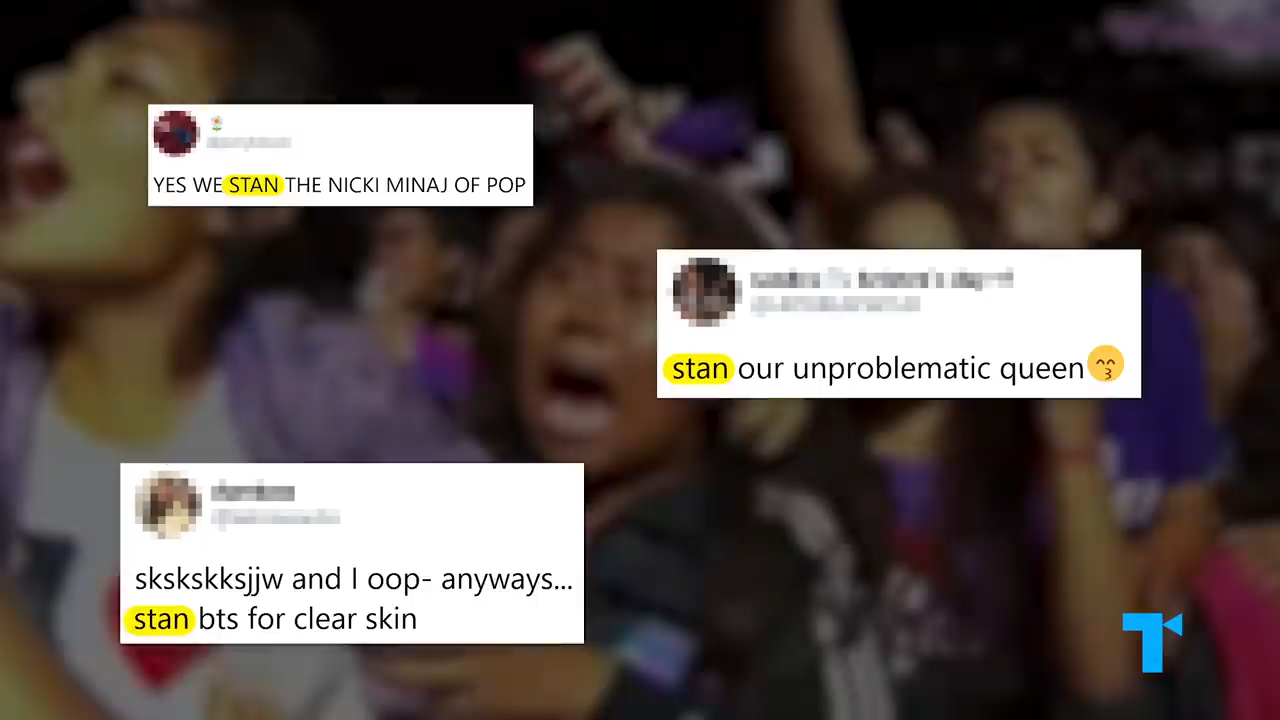 YES WE STAN THE NICKI MINAJ OF POP
stan our unproblematic queen😙
skskskksjjw and I oop- anyways...
stan bts for clear skin